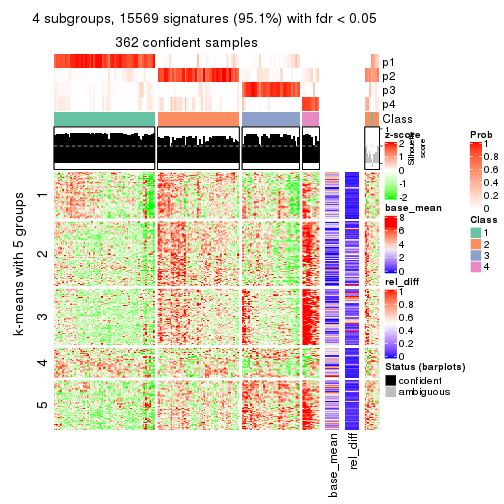 4 subgroups, 15569 signatures (95.1%) with fdr < 0.05
362 confident samples
p1
p2
p3
p4
Class
1
Silhouette
score
k-means with 5 groups
1
2
3
4
5
base_mean
rel_diff
z-score
2
1
0
-1
-2
base_mean
8
6
4
2
0
rel_diff
1
0.8
0.6
0.4
0.2
0
Status (barplots)
confident
ambiguous
Prob
1
0.8
0.6
0.4
0.2
0
Class
1
2
3
4